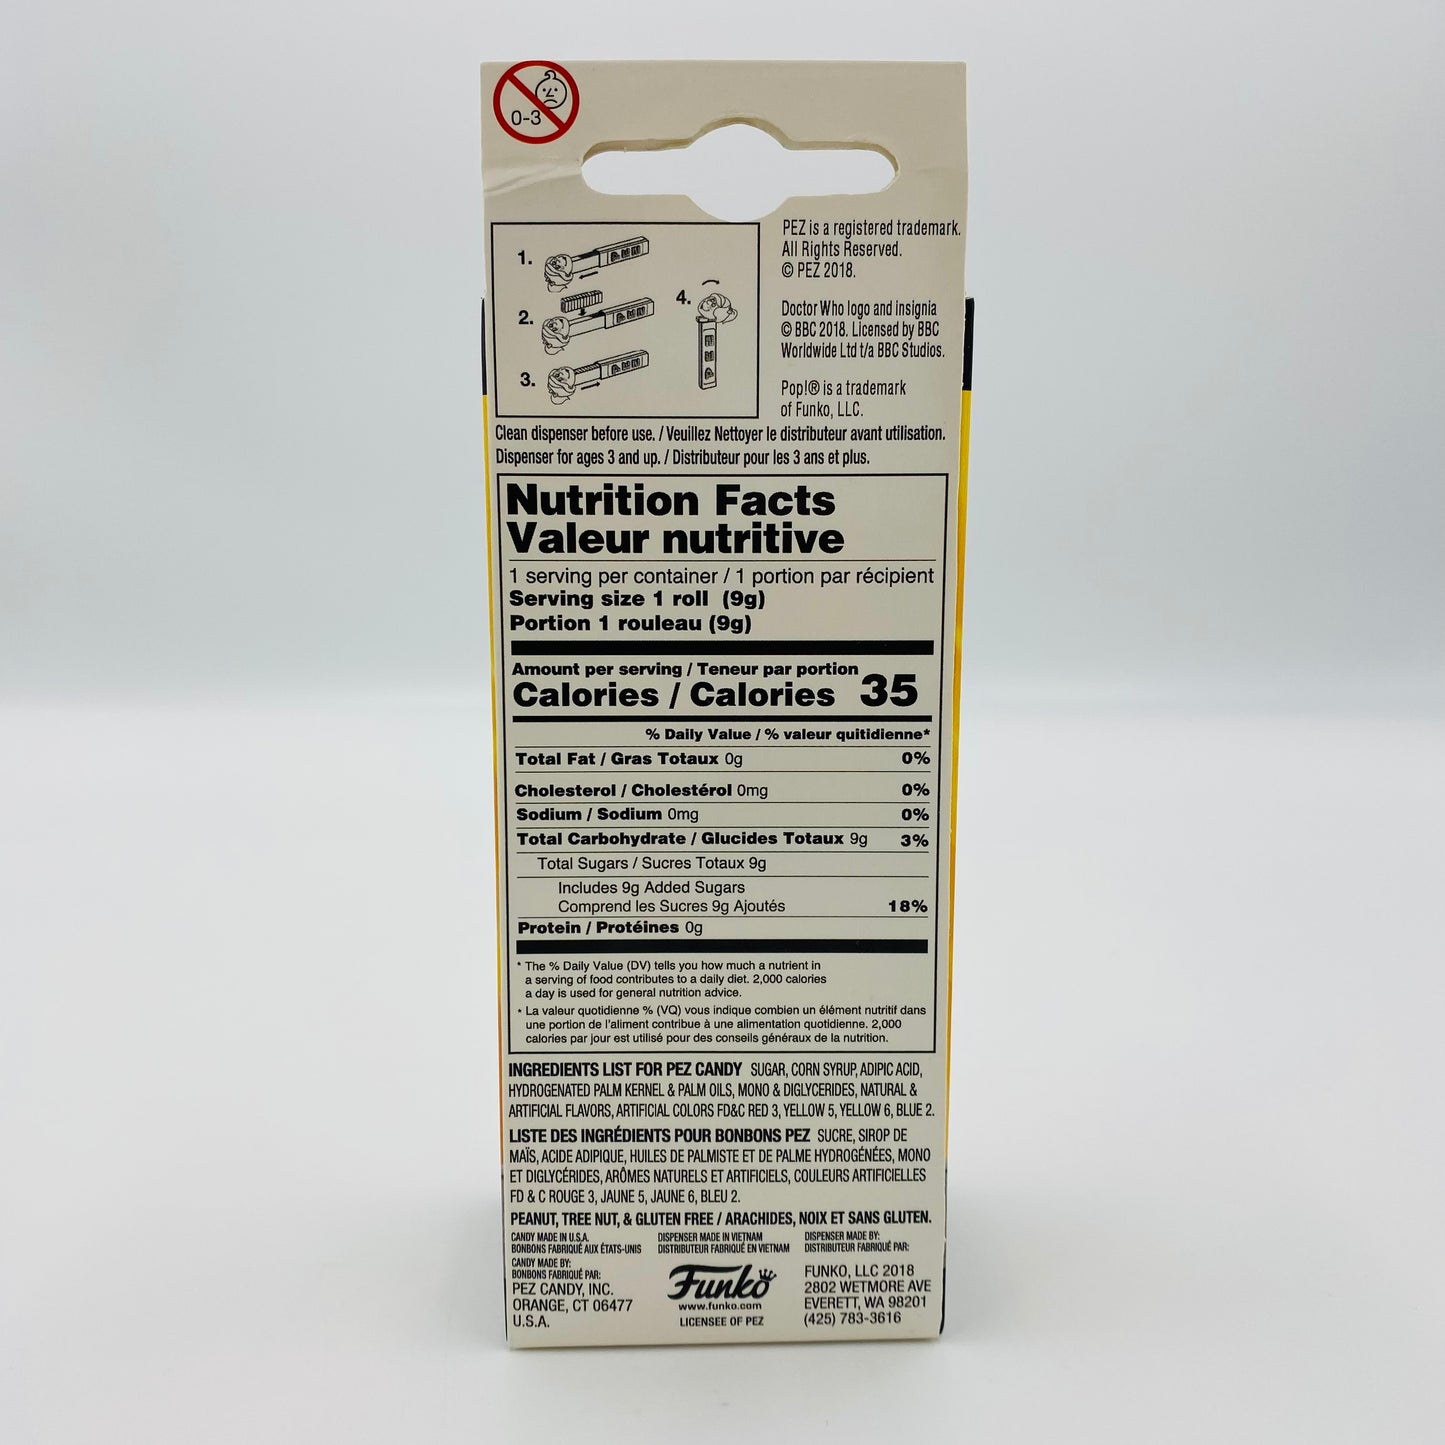 0-3
1.
2.
3.
4.
PEZ is a registered trademark.
All Rights Reserved.
© PEZ 2018.
Doctor Who logo and insignia
© BBC 2018. Licensed by BBC
Worldwide Ltd t/a BBC Studios.
Pop!® is a trademark
of Funko, LLC.
Clean dispenser before use. / Veuillez Nettoyer le distributeur avant utilisation.
Dispenser for ages 3 and up. / Distributeur pour les 3 ans et plus.
Nutrition Facts
Valeur nutritive
1 serving per container / 1 portion par récipient
Serving size 1 roll (9g)
Portion 1 rouleau (9g)
Amount per serving / Teneur par portion
Calories / Calories 35
% Daily Value / % valeur quitidienne*
Total Fat / Gras Totaux 0g 0%
Cholesterol / Cholestérol 0mg 0%
Sodium / Sodium 0mg 0%
Total Carbohydrate / Glucides Totaux 9g 3%
Total Sugars / Sucres Totaux 9g
Includes 9g Added Sugars
Comprend les Sucres 9g Ajoutés 18%
Protein / Protéines 0g
* The % Daily Value (DV) tells you how much a nutrient in
a serving of food contributes to a daily diet. 2,000 calories
a day is used for general nutrition advice.
* La valeur quotidienne % (VQ) vous indique combien un élément nutritif dans
une portion de l'aliment contribue à une alimentation quotidienne. 2,000
calories par jour est utilisé pour des conseils généraux de la nutrition.
INGREDIENTS LIST FOR PEZ CANDY SUGAR, CORN SYRUP, ADIPIC ACID,
HYDROGENATED PALM KERNEL & PALM OILS, MONO & DIGLYCERIDES, NATURAL &
ARTIFICIAL FLAVORS, ARTIFICIAL COLORS FD&C RED 3, YELLOW 5, YELLOW 6, BLUE 2.
LISTE DES INGRÉDIENTS POUR BONBONS PEZ SUCRE, SIROP DE
MAÏS, ACIDE ADIPIQUE, HUILES DE PALMISTE ET DE PALME HYDROGÉNÉES, MONO
ET DIGLYCÉRIDES, ARÔMES NATURELS ET ARTIFICIELS, COULEURS ARTIFICIELLES
FD & C ROUGE 3, JAUNE 5, JAUNE 6, BLEU 2.
PEANUT, TREE NUT, & GLUTEN FREE / ARACHIDES, NOIX ET SANS GLUTEN.
CANDY MADE IN U.S.A.
BONBONS FABRIQUÉ AUX ÉTATS-UNIS
CANDY MADE BY:
BONBONS FABRIQUÉ PAR:
PEZ CANDY, INC.
ORANGE, CT 06477
U.S.A.
DISPENSER MADE IN VIETNAM
DISTRIBUTEUR FABRIQUÉ EN VIETNAM
Funko
www.funko.com
LICENSEE OF PEZ
DISPENSER MADE BY:
DISTRIBUTEUR FABRIQUÉ PAR:
FUNKO, LLC 2018
2802 WETMORE AVE
EVERETT, WA 98201
(425) 783-3616